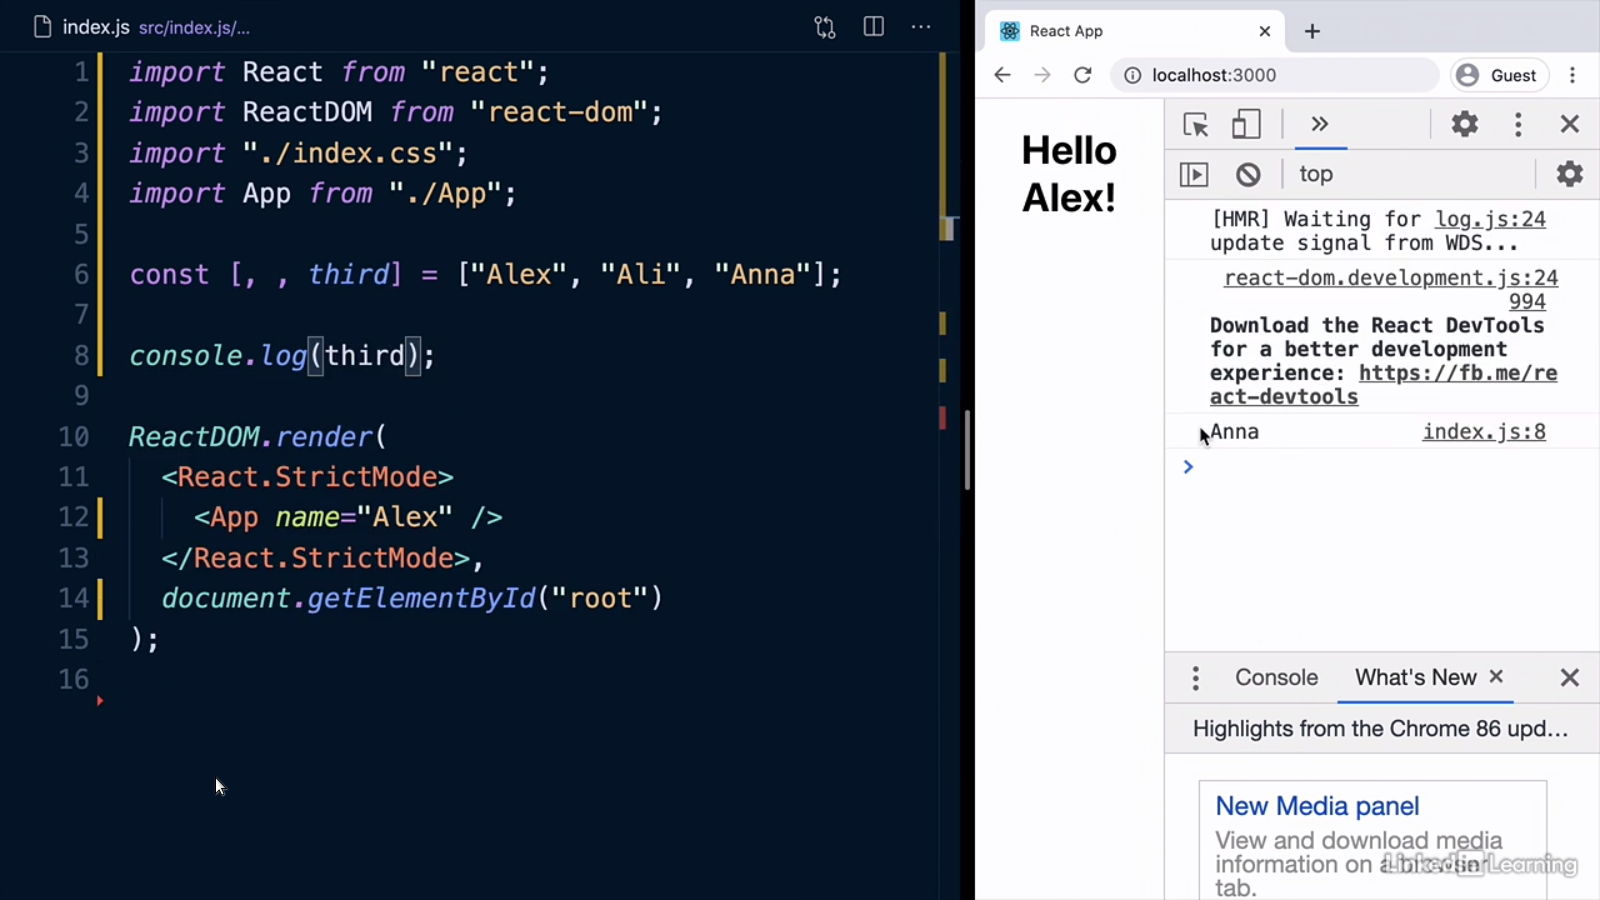 index.js src/index.js/...
1 import React from "react";
2 import ReactDOM from "react-dom";
3 import "./index.css";
4 import App from "./App";
5
6 const [, , third] = ["Alex", "Ali", "Anna"];
7
8 console.log(third);
9
10 ReactDOM.render(
11 <React.StrictMode>
12 <App name="Alex" />
13 </React.StrictMode>,
14 document.getElementById("root")
15 );
16
React App
localhost:3000
Guest
Hello
Alex!
top
[HMR] Waiting for log.js:24
update signal from WDS...
react-dom.development.js:24
994
Download the React DevTools
for a better development
experience: https://fb.me/re
act-devtools
Anna index.js:8
Console What's New
Highlights from the Chrome 86 upd...
New Media panel
View and download media
information on a browser
tab.
LinkedIn Learning